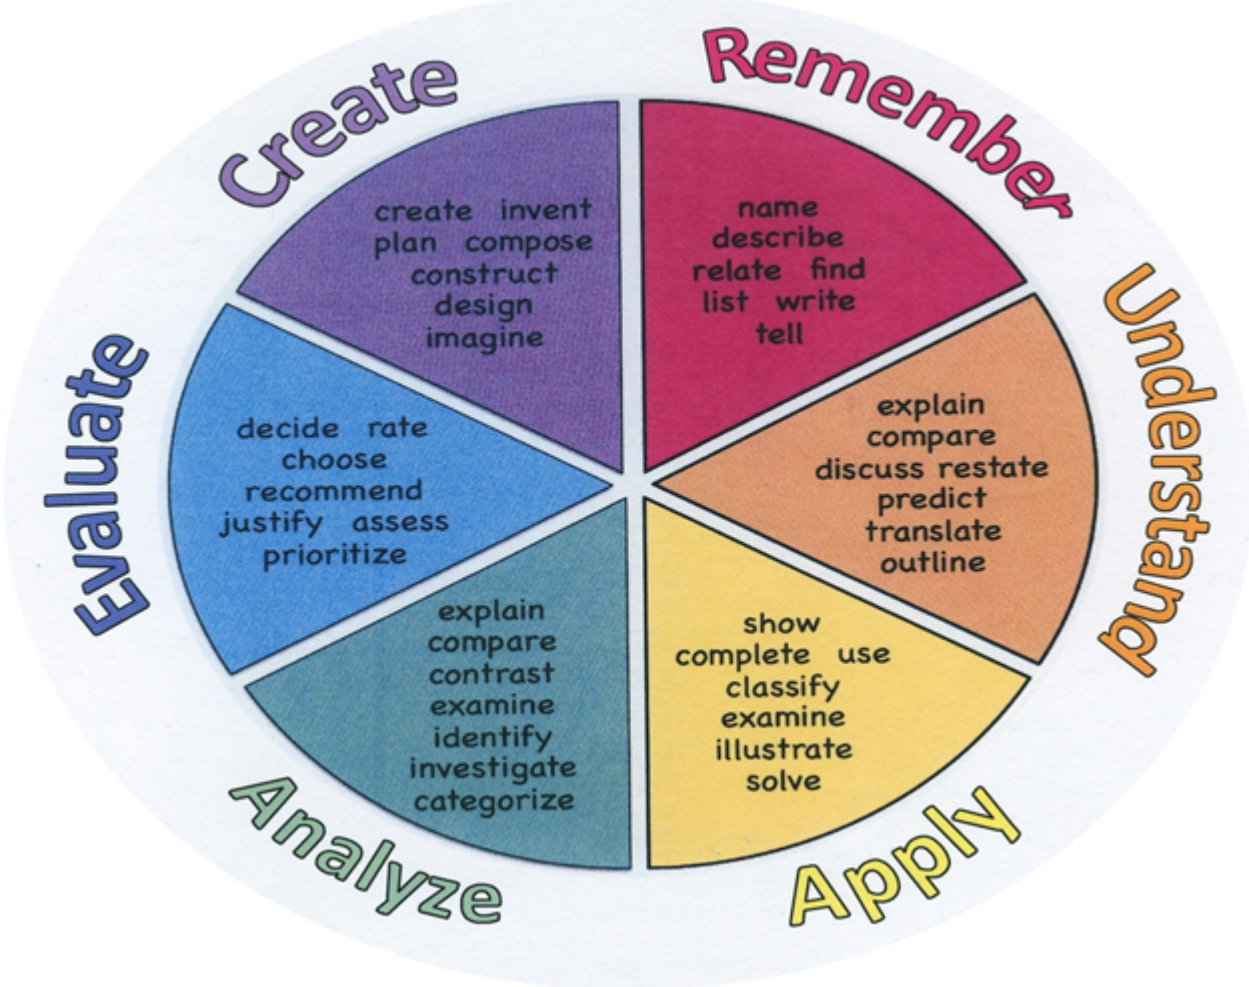 Remember
name
describe
relate find
list write
tell
Understand
explain
compare
discuss restate
predict
translate
outline
Apply
show
complete use
classify
examine
illustrate
solve
Analyze
explain
compare
contrast
examine
identify
investigate
categorize
Evaluate
decide rate
choose
recommend
justify assess
prioritize
Create
create invent
plan compose
construct
design
imagine